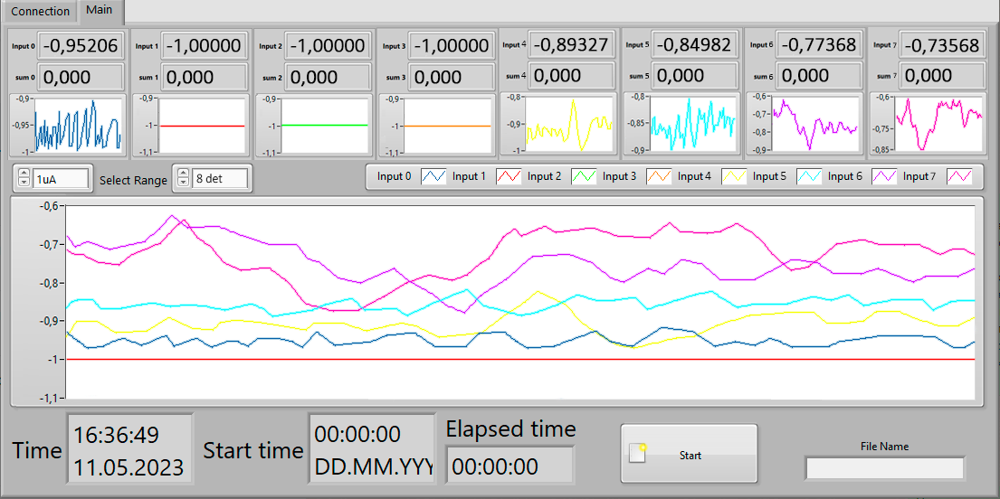 Connection Main
Input 0 -0,95206 Input 1 -1,00000 Input 2 -1,00000 Input 3 -1,00000 Input 4 -0,89327 Input 5 -0,84982 Input 6 -0,77368 Input 7 -0,73568
sum 0 0,000 sum 1 0,000 sum 2 0,000 sum 3 0,000 sum 4 0,000 sum 5 0,000 sum 6 0,000 sum 7 0,000
-0,9 -0,9 -0,9 -0,9 -0,8 -0,8 -0,6 -0,6
-0,7 -0,7
-0,95 -1 -1 -1 -0,9 -0,85 -0,8 -0,75
-1 -1,1 -1,1 -1,1 -1 -0,9 -0,9 -0,85
1uA Select Range 8 det Input 0 Input 1 Input 2 Input 3 Input 4 Input 5 Input 6 Input 7
-0,6
-0,7
-0,8
-0,9
-1
-1,1
Time 16:36:49
11.05.2023
Start time 00:00:00
DD.MM.YYY
Elapsed time
00:00:00
Start
File Name